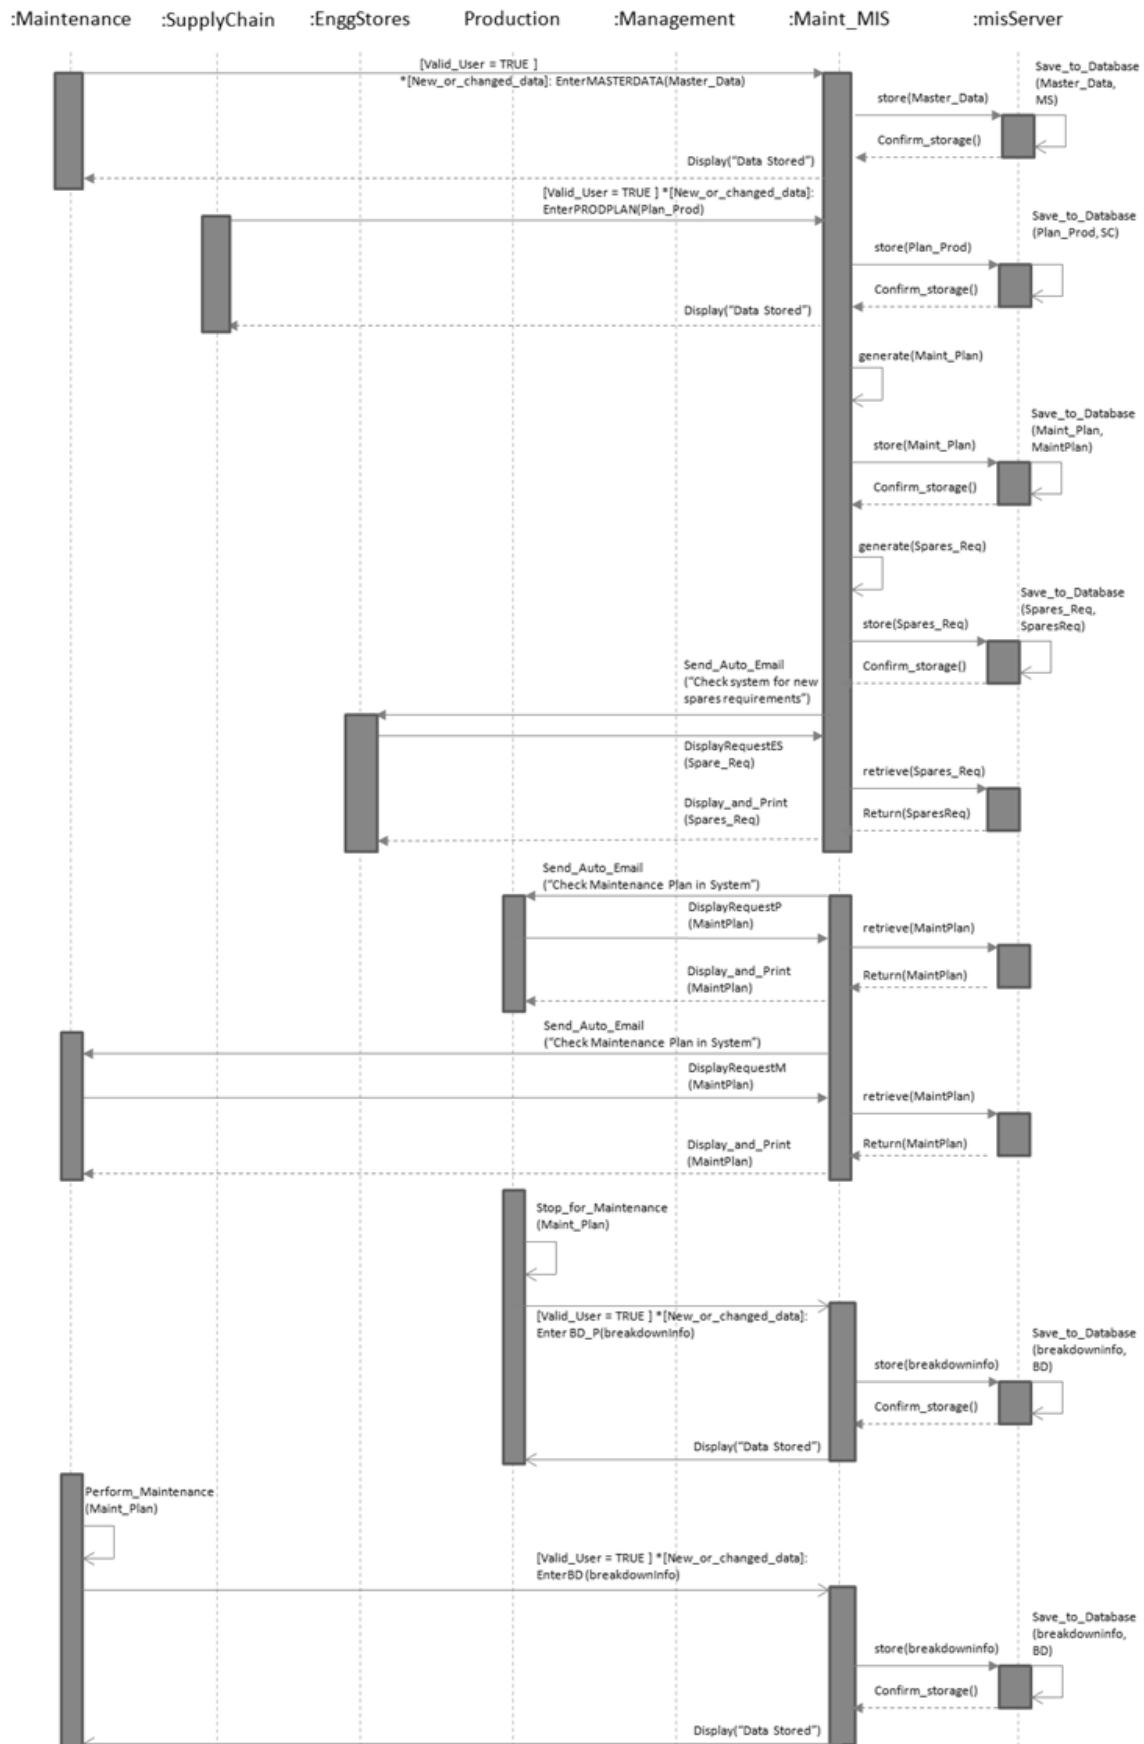 :Maintenance :SupplyChain :EnggStores Production :Management :Maint_MIS :misServer
[Valid_User = TRUE ]
*[New_or_changed_data]: EnterMASTERDATA(Master_Data)
Save_to_Database
(Master_Data,
MS)
store(Master_Data)
Confirm_storage()
Display("Data Stored")
[Valid_User = TRUE ] *[New_or_changed_data]:
EnterPRODPLAN(Plan_Prod)
Save_to_Database
(Plan_Prod, SC)
store(Plan_Prod)
Confirm_storage()
Display("Data Stored")
generate(Maint_Plan)
Save_to_Database
(Maint_Plan,
MaintPlan)
store(Maint_Plan)
Confirm_storage()
generate(Spares_Req)
Save_to_Database
(Spares_Req,
SparesReq)
store(Spares_Req)
Confirm_storage()
Send_Auto_Email
("Check system for new
spares requirements")
DisplayRequestES
(Spare_Req)
retrieve(Spares_Req)
Display_and_Print
(Spares_Req)
Return(SparesReq)
Send_Auto_Email
("Check Maintenance Plan in System")
DisplayRequestP
(MaintPlan)
retrieve(MaintPlan)
Display_and_Print
(MaintPlan)
Return(MaintPlan)
Send_Auto_Email
("Check Maintenance Plan in System")
DisplayRequestM
(MaintPlan)
retrieve(MaintPlan)
Display_and_Print
(MaintPlan)
Return(MaintPlan)
Stop_for_Maintenance
(Maint_Plan)
[Valid_User = TRUE ] *[New_or_changed_data]:
Enter BD_P(breakdownInfo)
Save_to_Database
(breakdowninfo,
BD)
store(breakdowninfo)
Confirm_storage()
Display("Data Stored")
Perform_Maintenance
(Maint_Plan)
[Valid_User = TRUE ] *[New_or_changed_data]:
EnterBD (breakdownInfo)
Save_to_Database
(breakdowninfo,
BD)
store(breakdowninfo)
Confirm_storage()
Display("Data Stored")